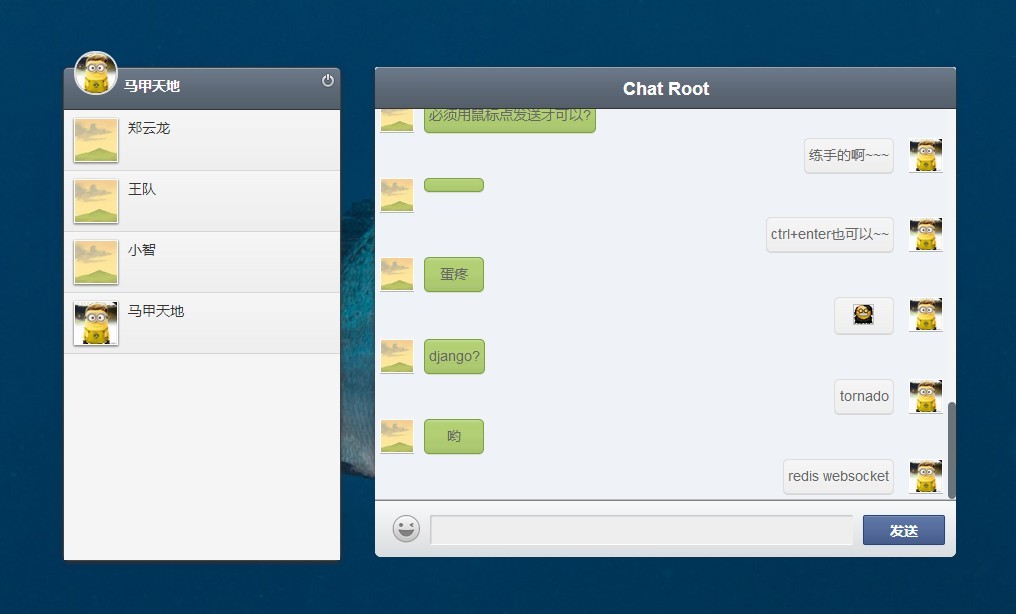 马甲天地
郑云龙
王队
小智
马甲天地
Chat Root
必须用鼠标点发送才可以?
练手的啊~~~
ctrl+enter也可以~~
蛋疼
django?
tornado
哟
redis websocket
发送